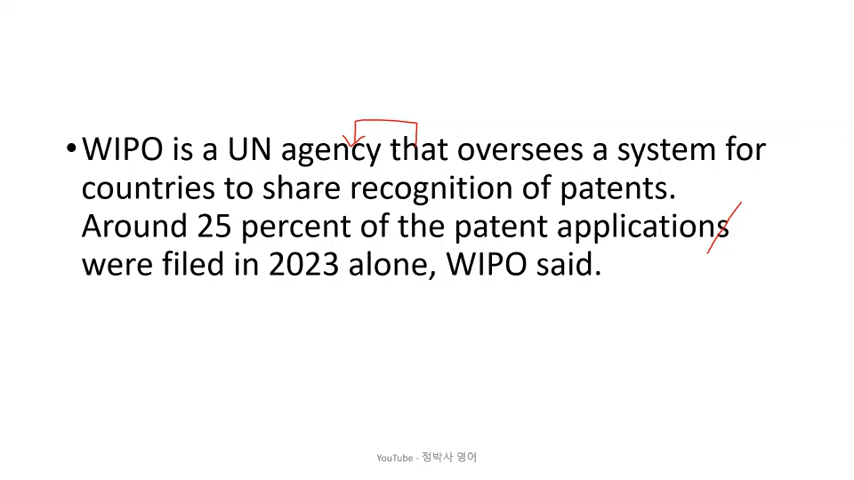 •WIPO is a UN agency that oversees a system for
countries to share recognition of patents.
Around 25 percent of the patent applications
were filed in 2023 alone, WIPO said.
YouTube - 정박사 영어